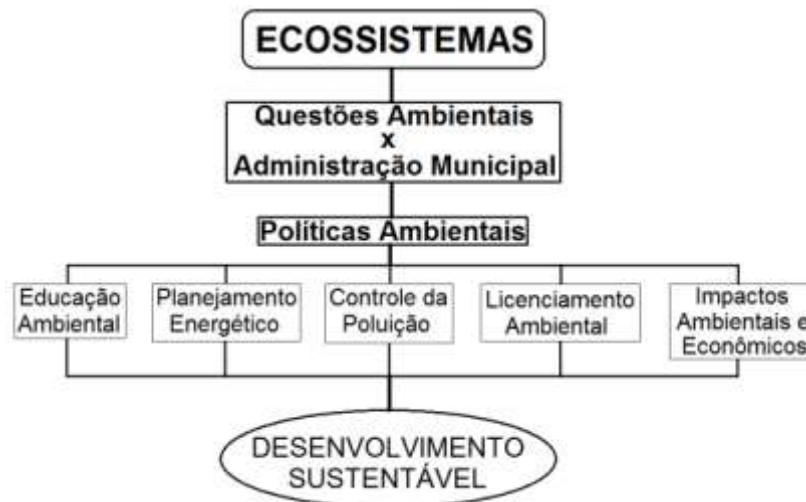 ECOSSISTEMAS
Questões Ambientais
x
Administração Municipal
Políticas Ambientais
Educação
Ambiental
Planejamento
Energético
Controle da
Poluição
Licenciamento
Ambiental
Impactos
Ambientais e
Econômicos
DESENVOLVIMENTO
SUSTENTÁVEL